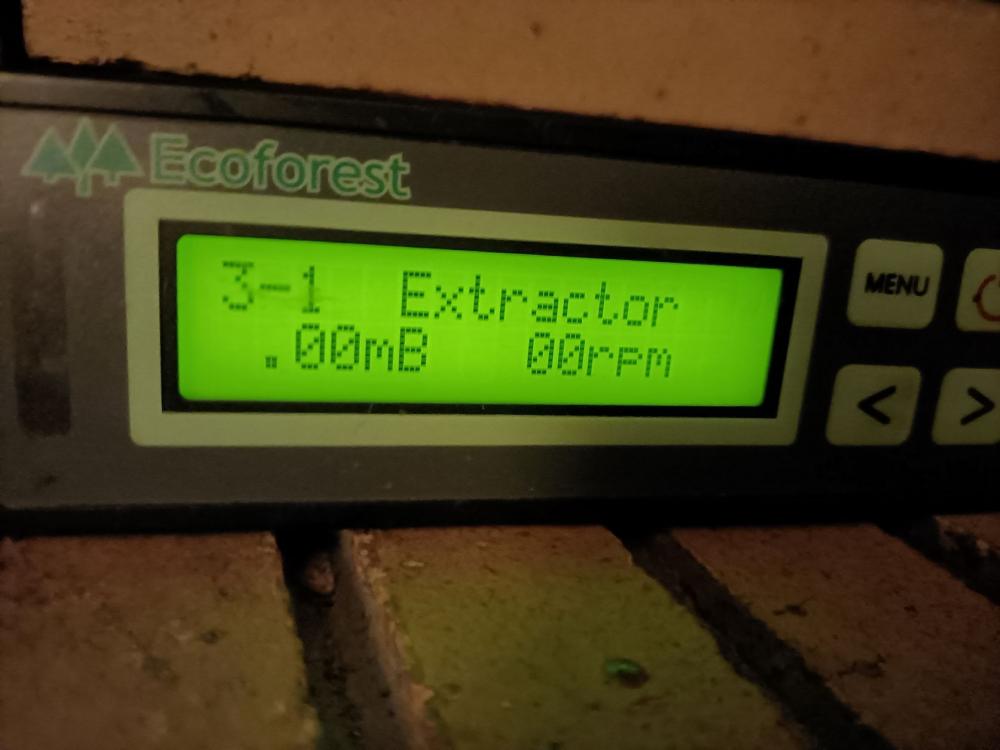 Ecoforest
3-1 Extractor
.00mB 00rpm
MENU
< >